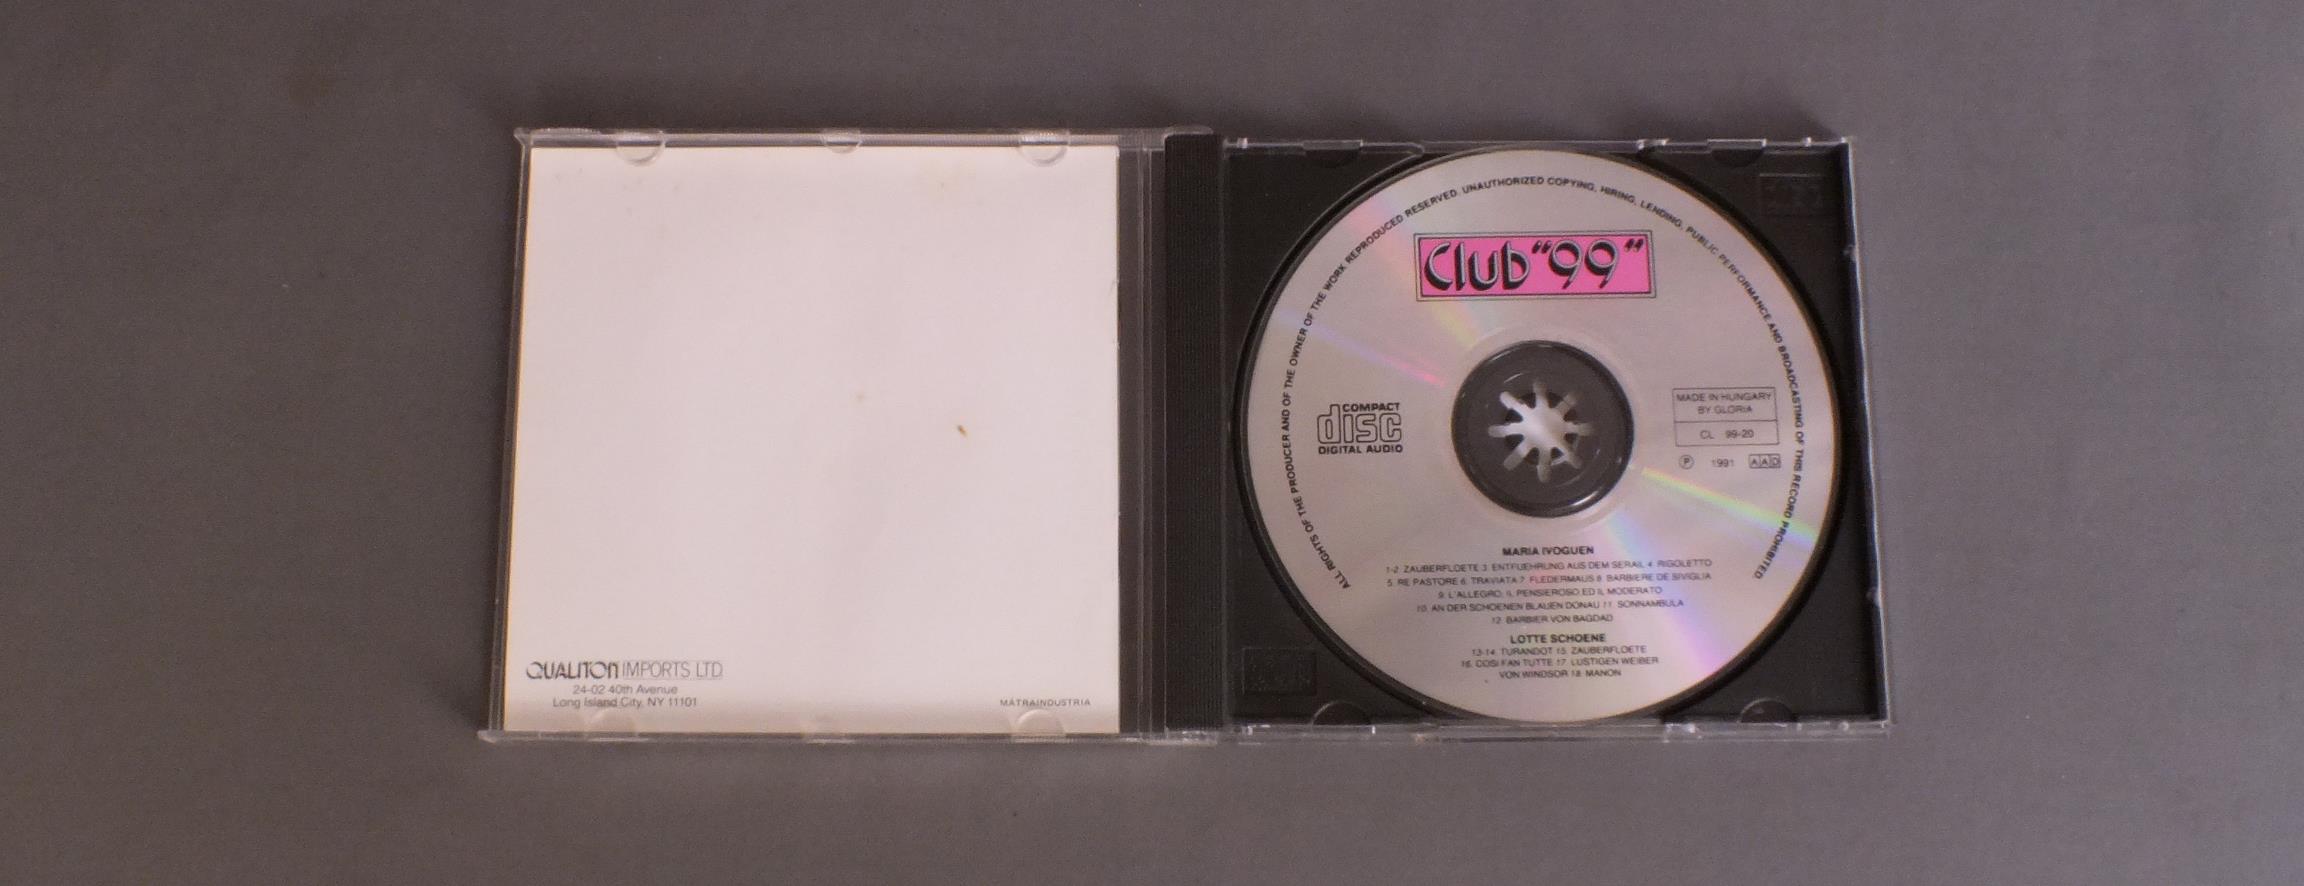 QUALITON IMPORTS LTD.
24-02 40th Avenue
Long Island City, NY 11101
MÁTRAINDUSTRIA
ALL RIGHTS OF THE PRODUCER AND OF THE OWNER OF THE WORK REPRODUCED RESERVED. UNAUTHORIZED COPYING, HIRING, LENDING, PUBLIC PERFORMANCE AND BROADCASTING OF THIS RECORD PROHIBITED.
Club "99"
COMPACT
disc
DIGITAL AUDIO
MADE IN HUNGARY
BY GLORIA
CL 99-20
Ⓟ 1991 AAD
MARIA IVOGUEN
1-2. ZAUBERFLOETE 3. ENTFUEHRUNG AUS DEM SERAIL 4. RIGOLETTO
5. RE PASTORE 6. TRAVIATA 7. FLEDERMAUS 8. BARBIERE DE SIVIGLIA
9. L'ALLEGRO, IL PENSIEROSO ED IL MODERATO
10. AN DER SCHOENEN BLAUEN DONAU 11. SONNAMBULA
12. BARBIER VON BAGDAD
LOTTE SCHOENE
13-14. TURANDOT 15. ZAUBERFLOETE
16. COSI FAN TUTTE 17. LUSTIGEN WEIBER
VON WINDSOR 18. MANON